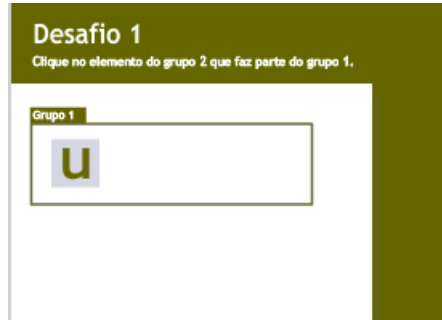 Desafio 1
Clique no elemento do grupo 2 que faz parte do grupo 1.
Grupo 1
u